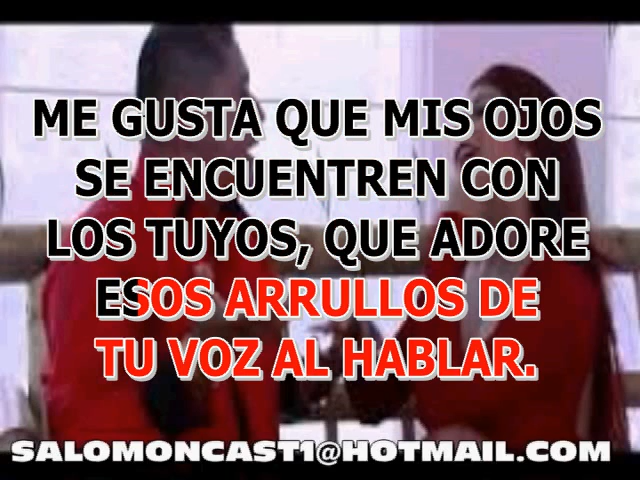 ME GUSTA QUE MIS OJOS
SE ENCUENTREN CON
LOS TUYOS, QUE ADORE
ESOS ARRULLOS DE
TU VOZ AL HABLAR.
SALOMONCAST1@HOTMAIL.COM